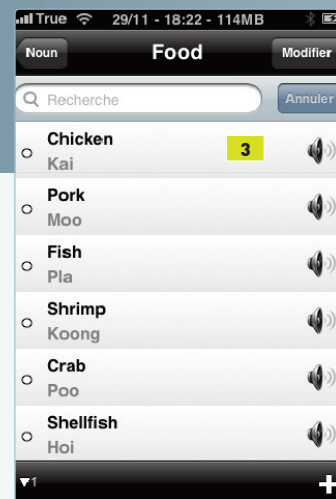 True 29/11 - 18:22 - 114MB
Noun Food Modifier
Recherche Annuler
Chicken
Kai
3
Pork
Moo
Fish
Pla
Shrimp
Koong
Crab
Poo
Shellfish
Hoi
1